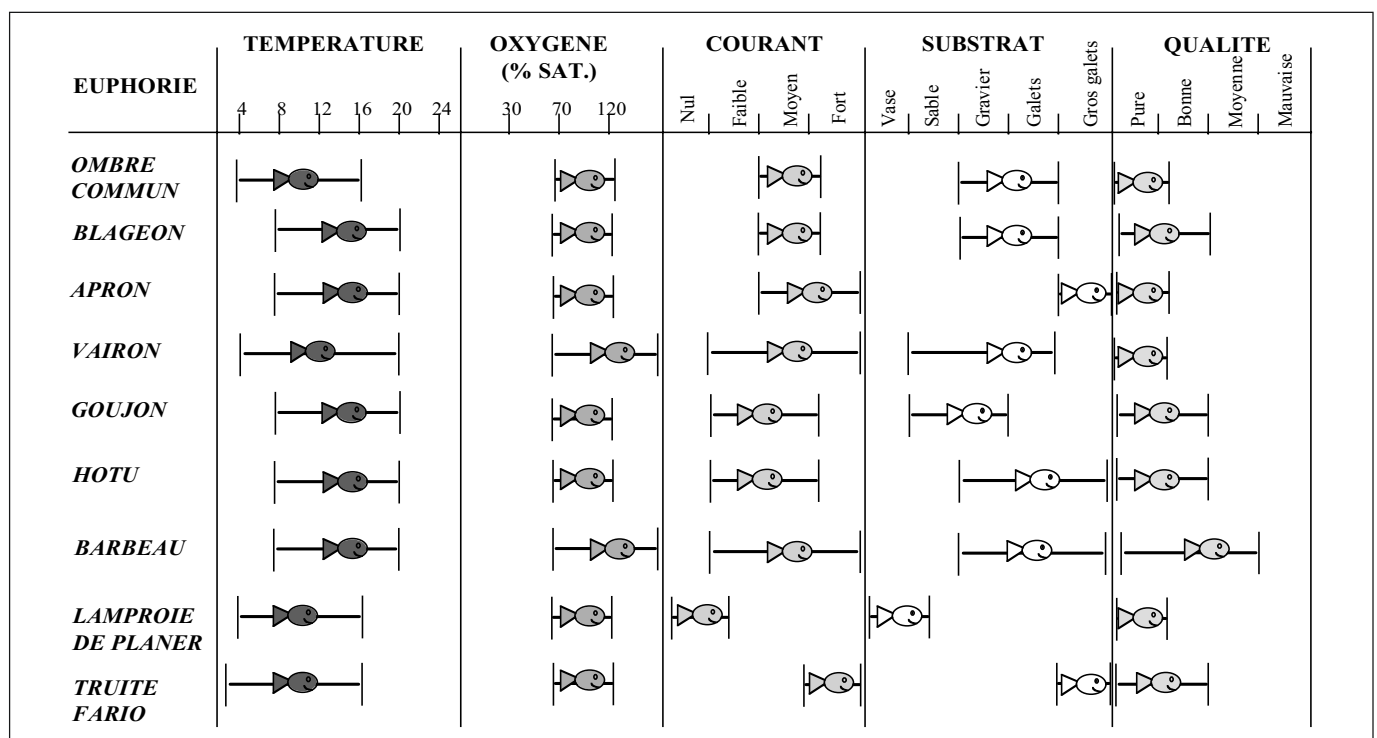 TEMPERATURE OXYGENE COURANT SUBSTRAT QUALITE
(% SAT.)
EUPHORIE
4 8 12 16 20 24 30 70 120 Nul Faible Moyen Fort Vase Sable Gravier Galets Gros galets Pure Bonne Moyenne Mauvaise
OMBRE
COMMUN
BLAGEON
APRON
VAIRON
GOUJON
HOTU
BARBEAU
LAMPROIE
DE PLANER
TRUITE
FARIO